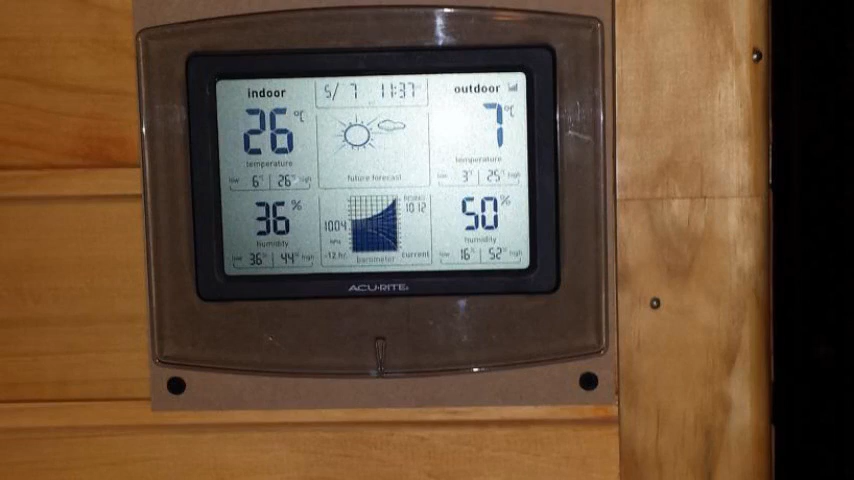 indoor
5/ 7 11:37
outdoor
26 °C
7 °C
temperature
temperature
low 6° | 26° high
future forecast
low 3° | 25° high
36 %
1004
1012
50 %
humidity
humidity
low 36% | 44% high
-12 hr.
barometer
current
low 16% | 52% high
ACU·RITE